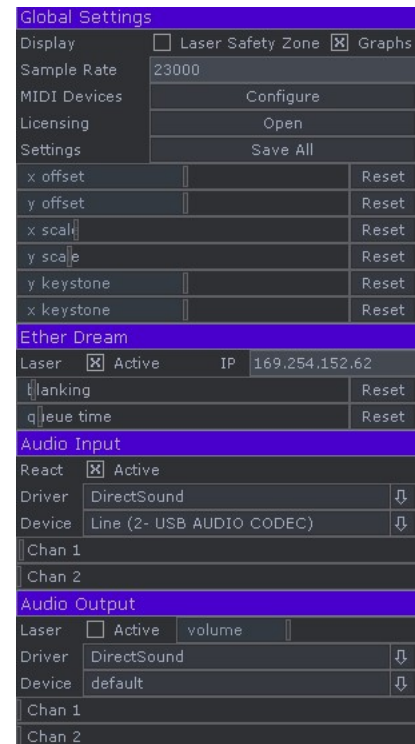 Global Settings
Display Laser Safety Zone Graphs
Sample Rate 23000
MIDI Devices Configure
Licensing Open
Settings Save All
x offset Reset
y offset Reset
x scale Reset
y scale Reset
y keystone Reset
x keystone Reset
Ether Dream
Laser Active IP 169.254.152.62
blanking Reset
queue time Reset
Audio Input
React Active
Driver DirectSound
Device Line (2- USB AUDIO CODEC)
Chan 1
Chan 2
Audio Output
Laser Active volume
Driver DirectSound
Device default
Chan 1
Chan 2